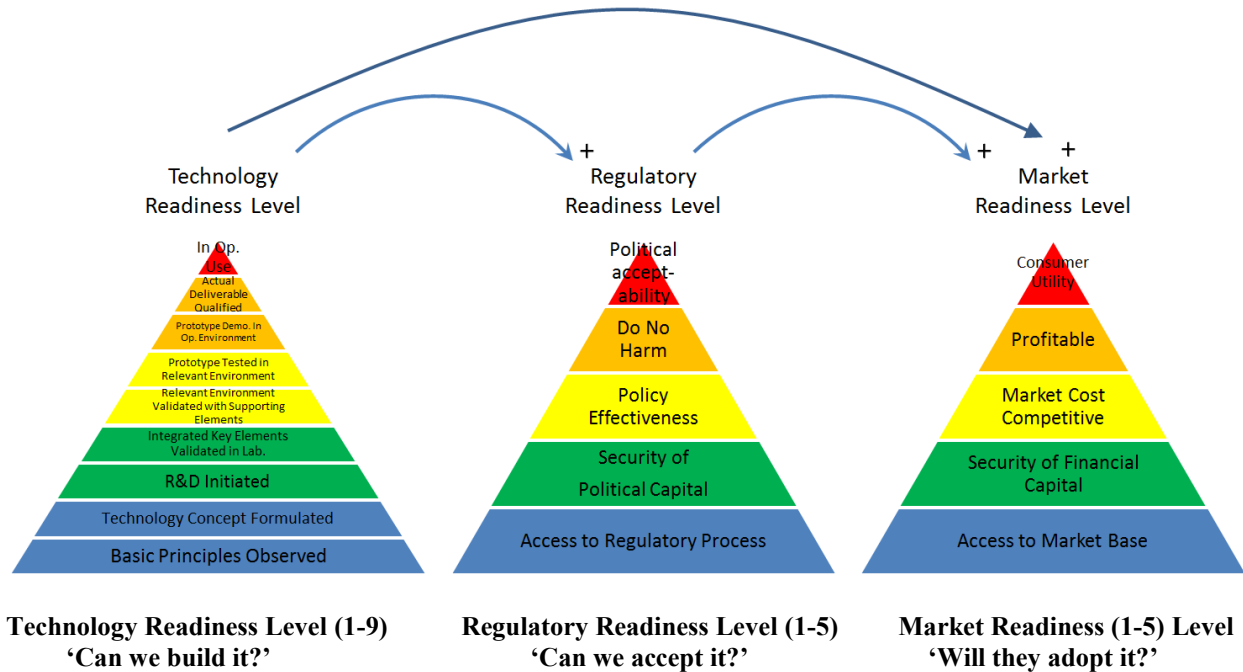 +
+
+
Technology
Readiness Level
Regulatory
Readiness Level
Market
Readiness Level
In Op.
Use
Actual
Deliverable
Qualified
Prototype Demo. In
Op. Environment
Prototype Tested in
Relevant Environment
Relevant Environment
Validated with Supporting
Elements
Integrated Key Elements
Validated in Lab.
R&D Initiated
Technology Concept Formulated
Basic Principles Observed
Political
accept-
ability
Do No
Harm
Policy
Effectiveness
Security of
Political Capital
Access to Regulatory Process
Consumer
Utility
Profitable
Market Cost
Competitive
Security of Financial
Capital
Access to Market Base
Technology Readiness Level (1-9)
‘Can we build it?’
Regulatory Readiness Level (1-5)
‘Can we accept it?’
Market Readiness (1-5) Level
‘Will they adopt it?’